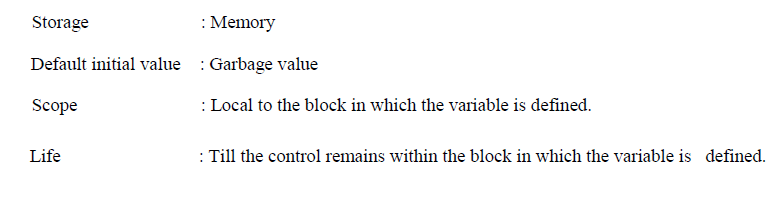 Storage : Memory
Default initial value : Garbage value
Scope : Local to the block in which the variable is defined.
Life : Till the control remains within the block in which the variable is defined.